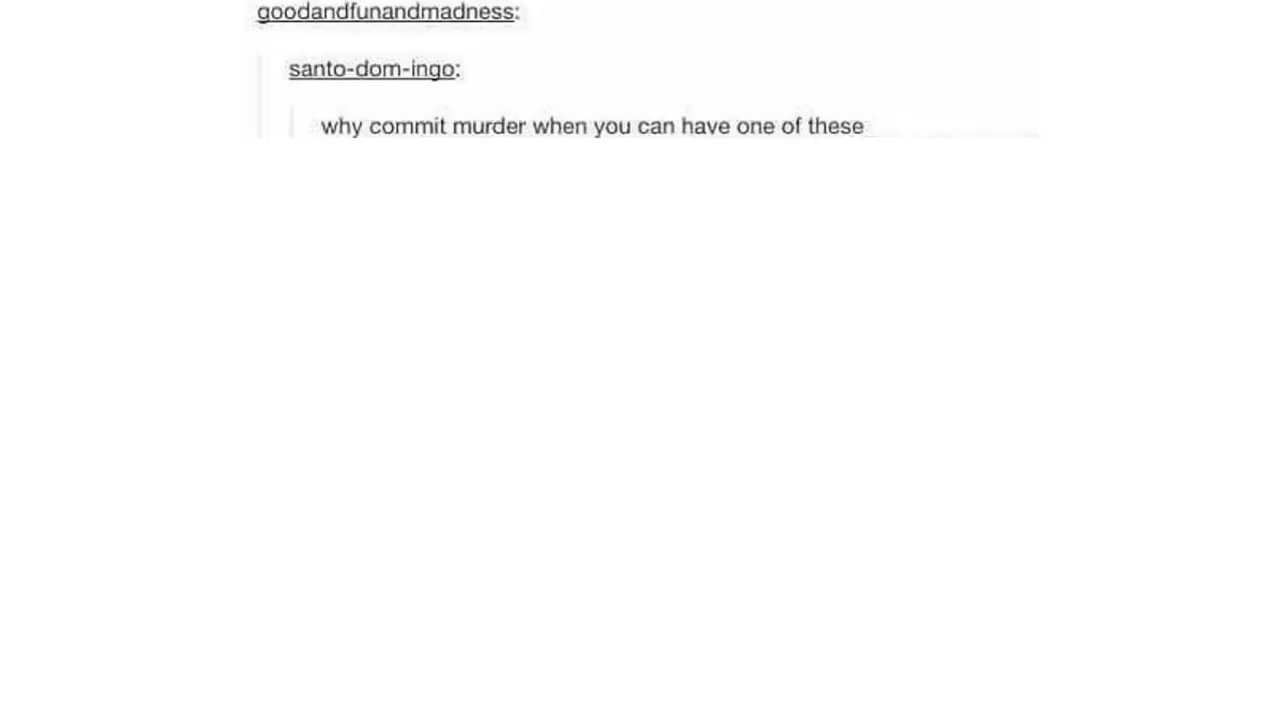 goodandfunandmadness:
santo-dom-ingo:
why commit murder when you can have one of these